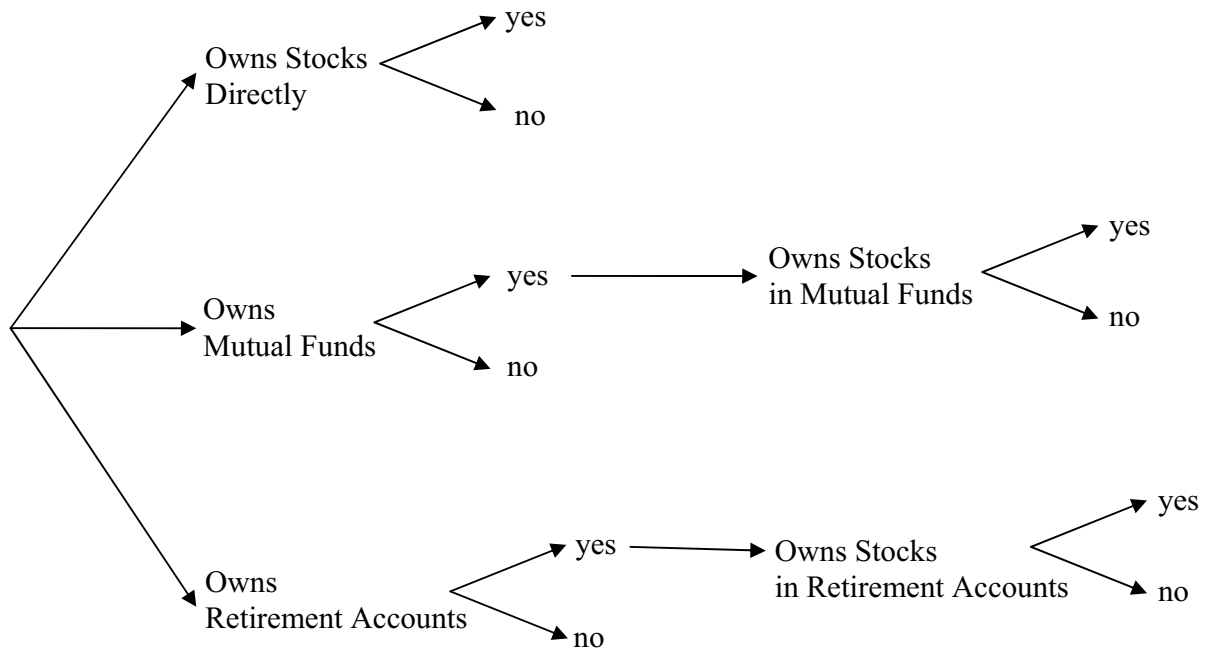 yes
Owns Stocks
Directly
no
yes
Owns Stocks
in Mutual Funds
yes
Owns
Mutual Funds
no
no
yes
yes
Owns Stocks
in Retirement Accounts
Owns
Retirement Accounts
no
no